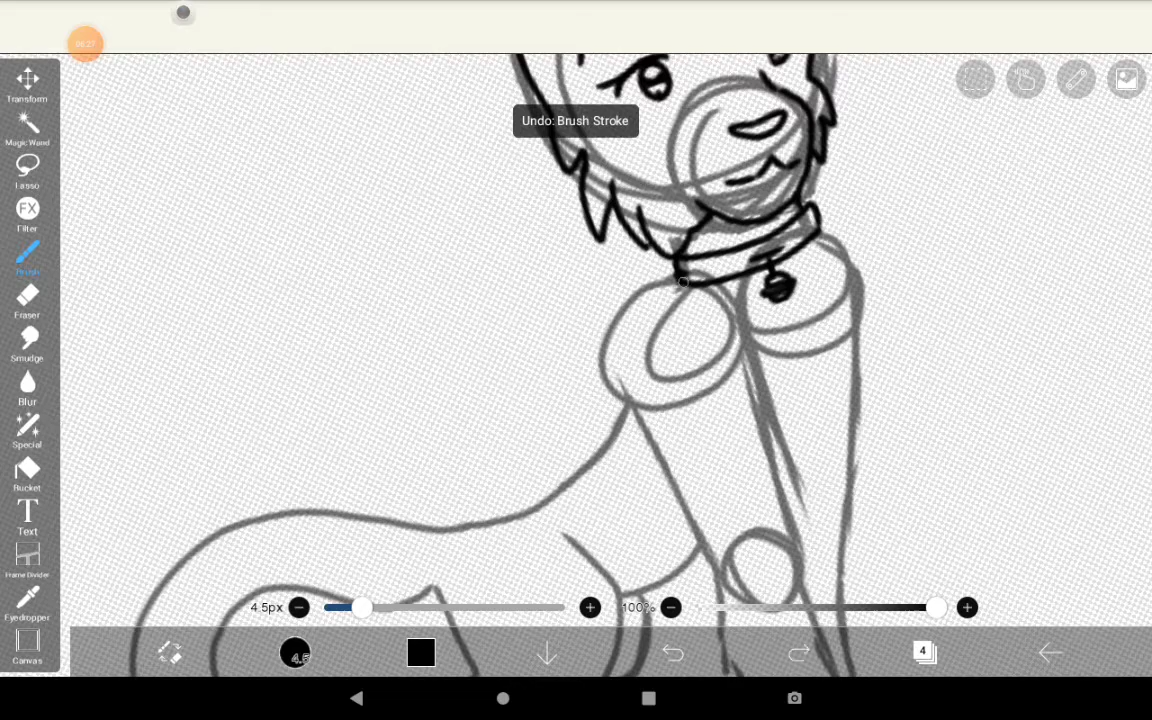 Transform
Magic Wand
Lasso
FX
Filter
Brush
Eraser
Smudge
Blur
Special
Bucket
T
Text
Frame Divider
Eyedropper
Canvas
Undo: Brush Stroke
4.5px
100%
4.5
4